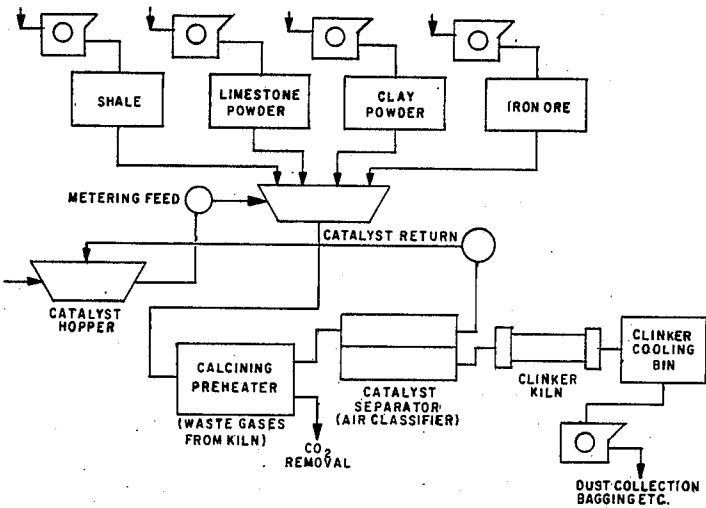 SHALE
LIMESTONE
POWDER
CLAY
POWDER
IRON ORE
METERING FEED
CATALYST RETURN
CATALYST
HOPPER
CALCINING
PREHEATER
(WASTE GASES
FROM KILN)
CO2
REMOVAL
CATALYST
SEPARATOR
(AIR CLASSIFIER)
CLINKER
KILN
CLINKER
COOLING
BIN
DUST COLLECTION
BAGGING ETC.